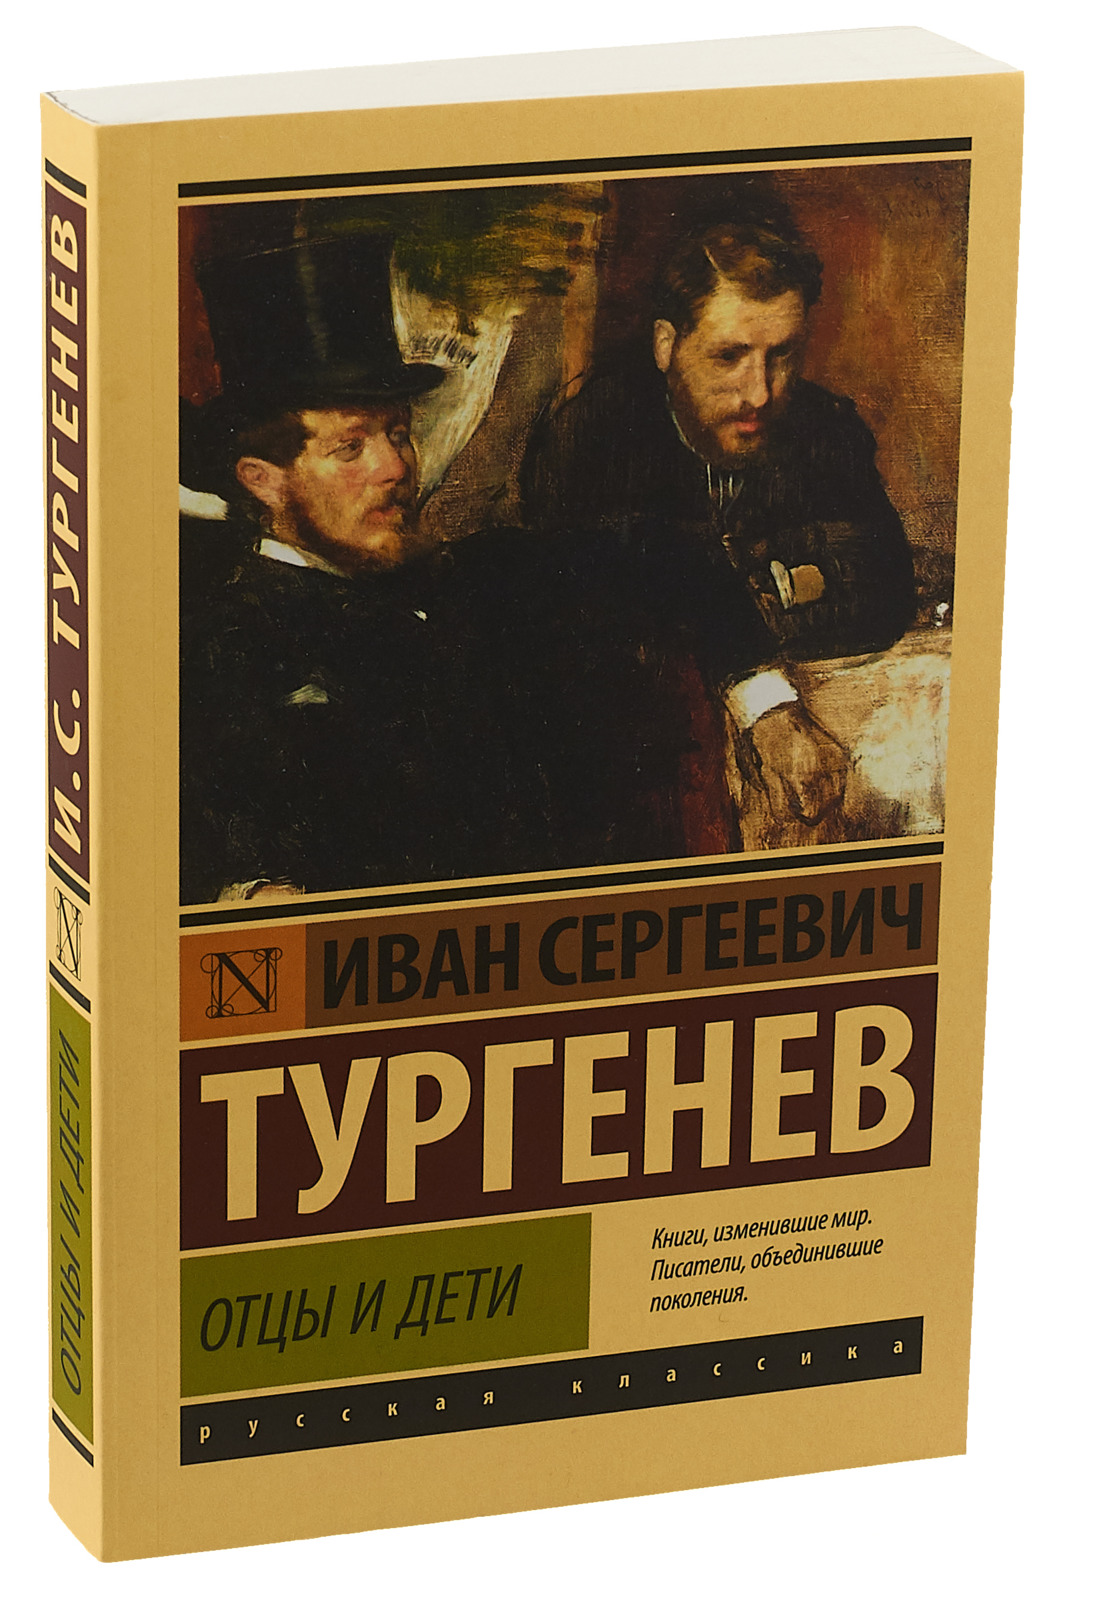 И.С. ТУРГЕНЕВ
N
ОТЦЫ И ДЕТИ
N
ИВАН СЕРГЕЕВИЧ
ТУРГЕНЕВ
ОТЦЫ И ДЕТИ
Книги, изменившие мир.
Писатели, объединившие
поколения.
русская классика